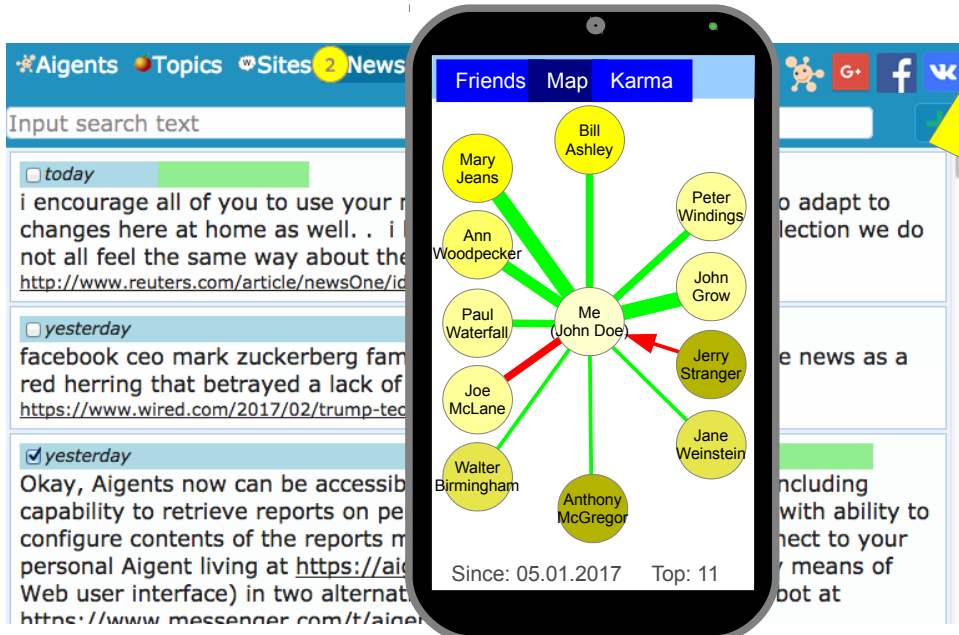 Aigents Topics Sites 2 News
G+ f
Input search text
today
i encourage all of you to use your
o adapt to
changes here at home as well. . i
lection we do
not all feel the same way about the
http://www.reuters.com/article/newsOne/id
yesterday
facebook ceo mark zuckerberg fam
e news as a
red herring that betrayed a lack of
https://www.wired.com/2017/02/trump-tec
yesterday
Okay, Aigents now can be accessib
ncluding
capability to retrieve reports on pe
with ability to
configure contents of the reports m
nect to your
personal Aigent living at https://aig
y means of
Web user interface) in two alternat
bot at
https://www.messenger.com/t/aige
Friends Map Karma
Bill
Ashley
Mary
Jeans
Peter
Windings
Ann
Woodpecker
John
Grow
Paul
Waterfall
Me
(John Doe)
Jerry
Stranger
Joe
McLane
Jane
Weinstein
Walter
Birmingham
Anthony
McGregor
Since: 05.01.2017 Top: 11